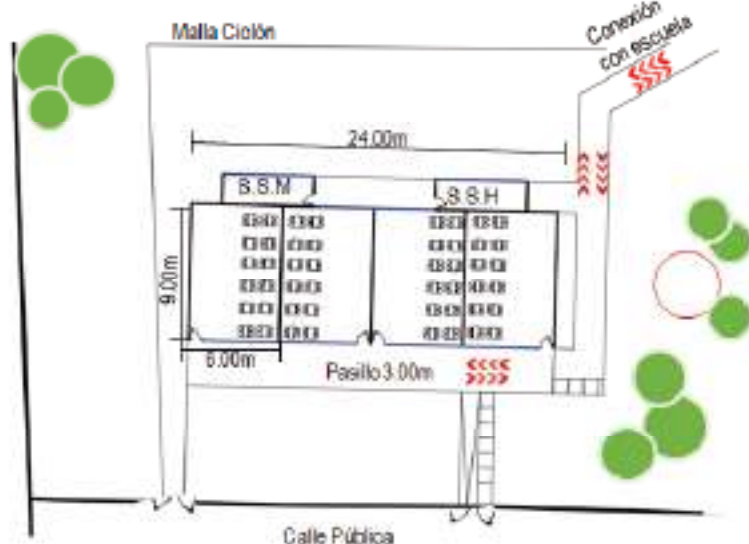 Malla Ciclón
Conexión
con escuela
24.00m
S.S.M
S.S.H
9.00m
6.00m
Pasillo 3.00m
Calle Pública